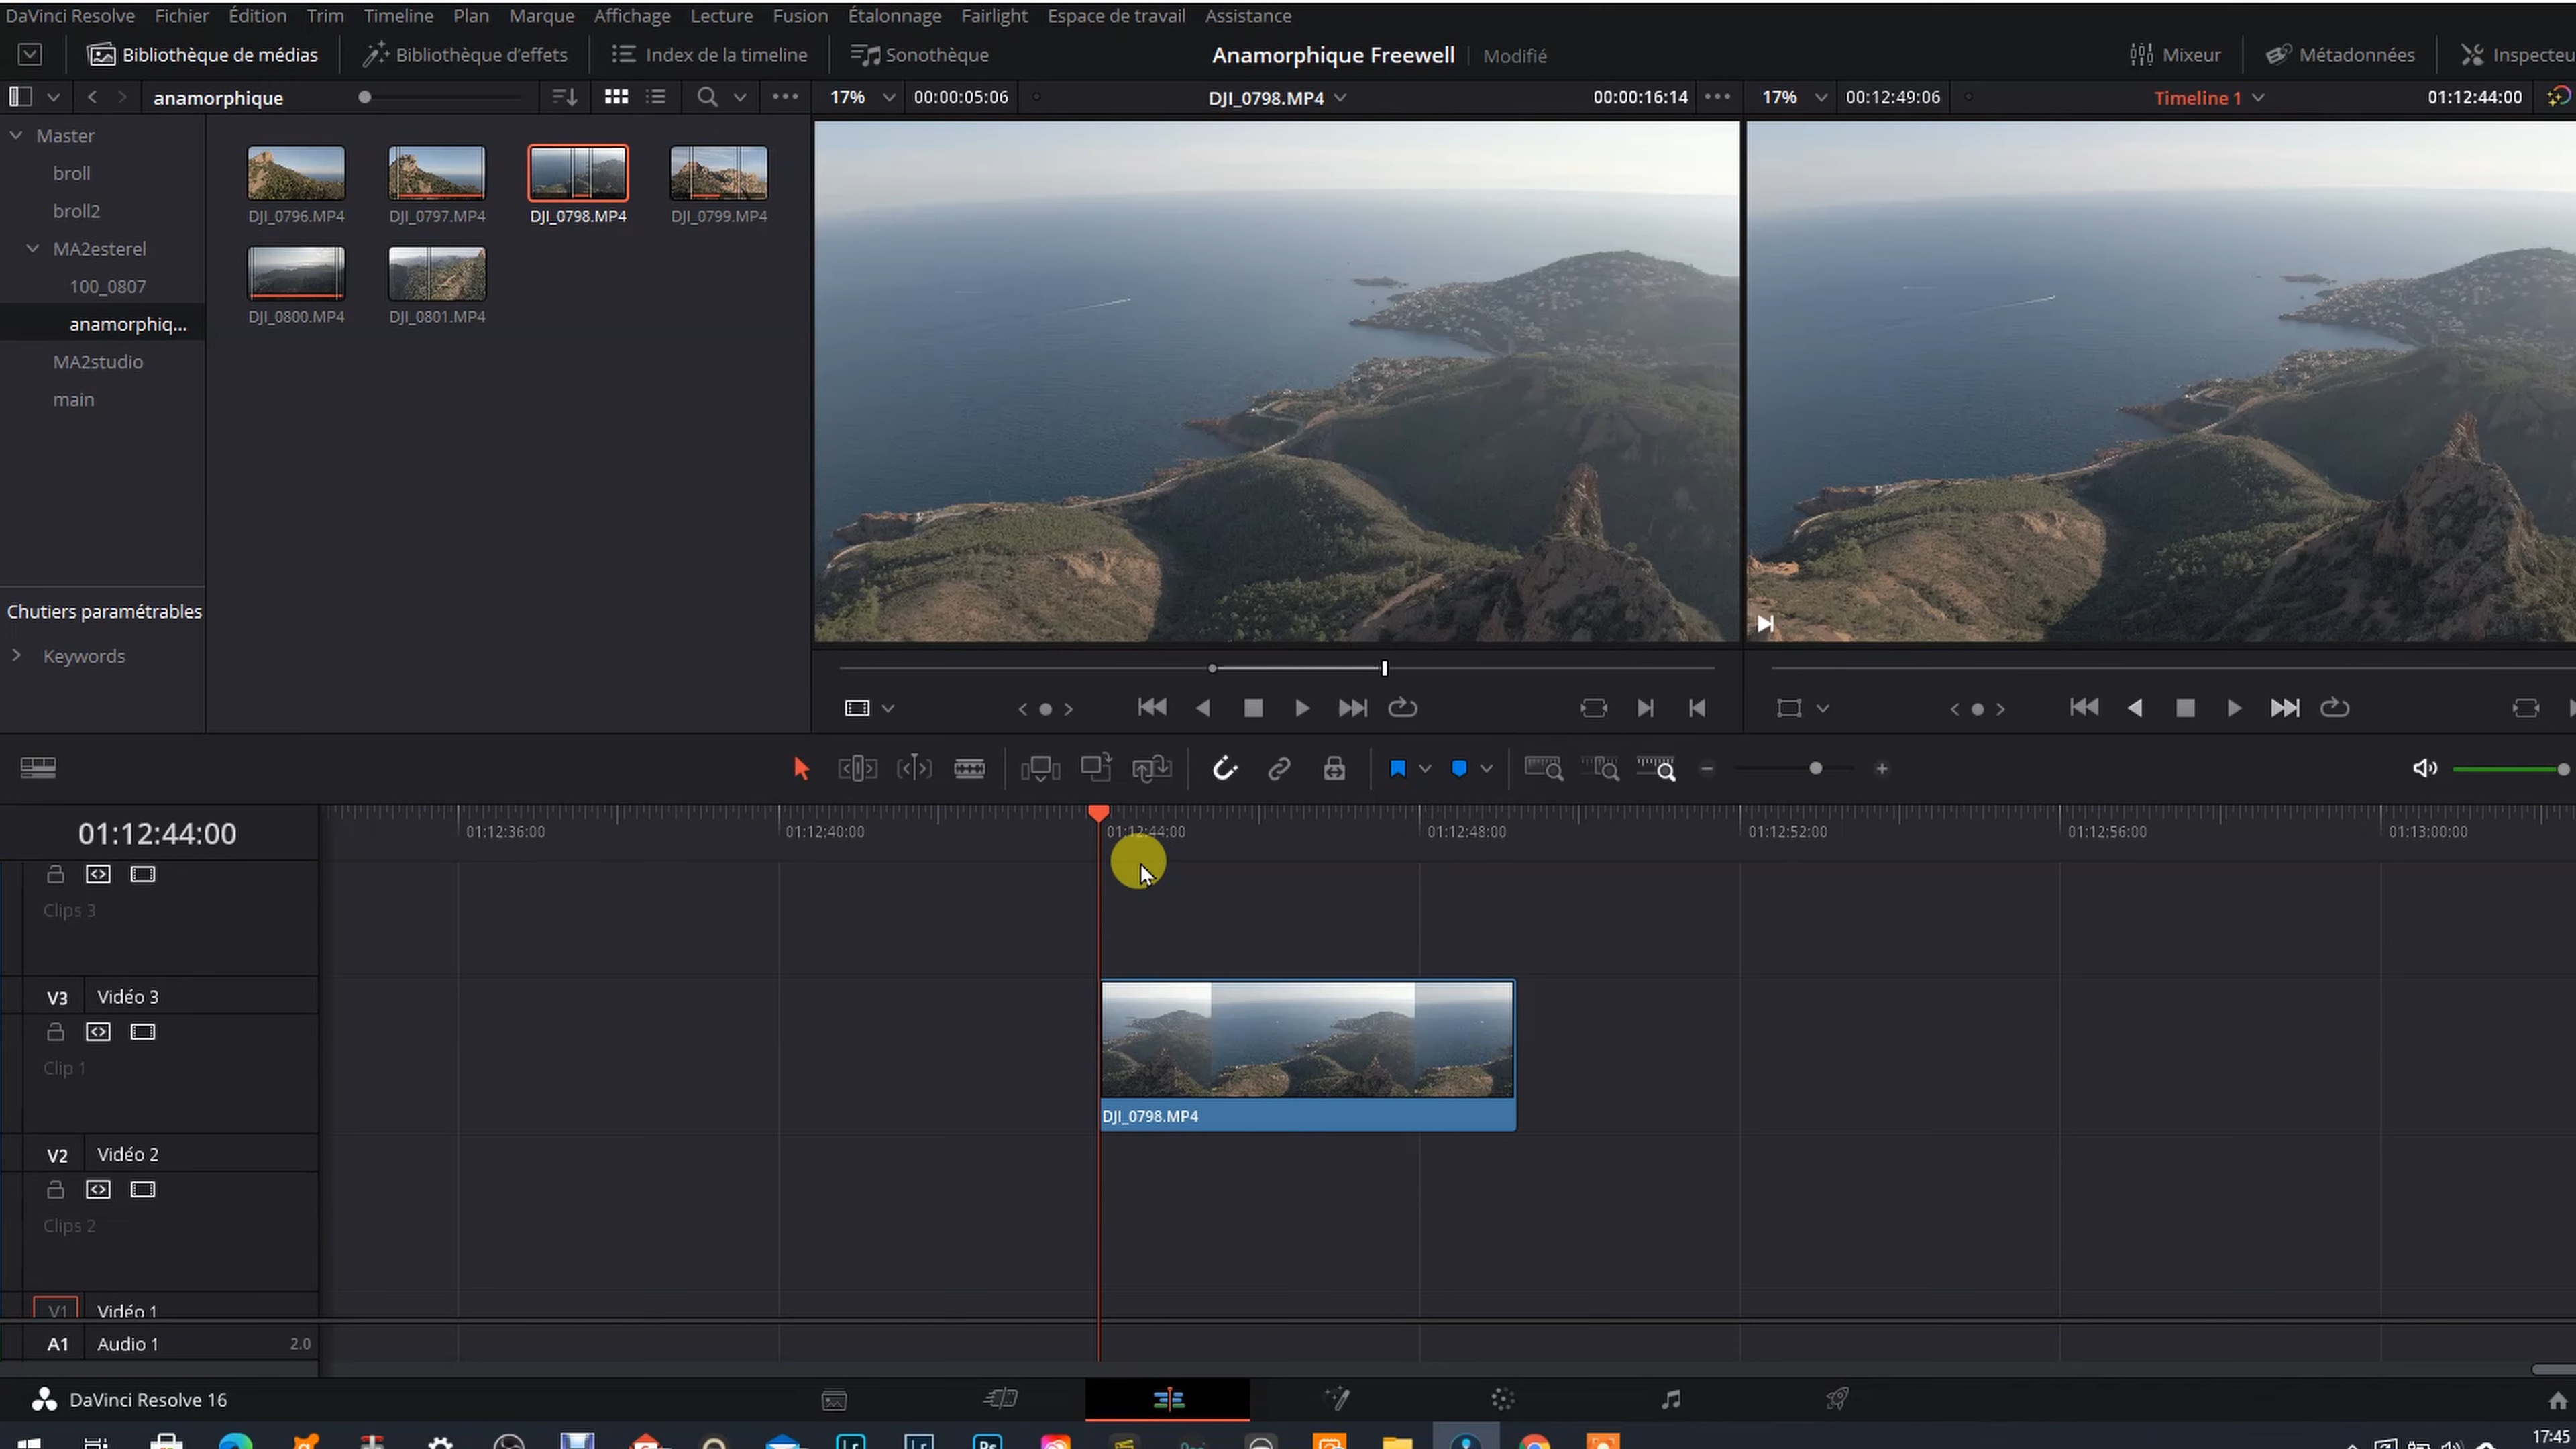 DaVinci Resolve Fichier Édition Trim Timeline Plan Marque Affichage Lecture Fusion Étalonnage Fairlight Espace de travail Assistance
Bibliothèque de médias Bibliothèque d'effets Index de la timeline Sonothèque Anamorphique Freewell Modifié Mixeur Métadonnées Inspecteu
anamorphique 17% 00:00:05:06 DJI_0798.MP4 00:00:16:14 17% 00:12:49:06 Timeline 1 01:12:44:00
Master
broll
broll2
MA2esterel
100_0807
anamorphiq...
MA2studio
main
DJI_0796.MP4 DJI_0797.MP4 DJI_0798.MP4 DJI_0799.MP4
DJI_0800.MP4 DJI_0801.MP4
Chutiers paramétrables
Keywords
01:12:44:00
01:12:36:00 01:12:40:00 01:12:44:00 01:12:48:00 01:12:52:00 01:12:56:00 01:13:00:00
Clips 3
V3 Vidéo 3
Clip 1
DJI_0798.MP4
V2 Vidéo 2
Clips 2
V1 Vidéo 1
A1 Audio 1 2.0
DaVinci Resolve 16
17:45